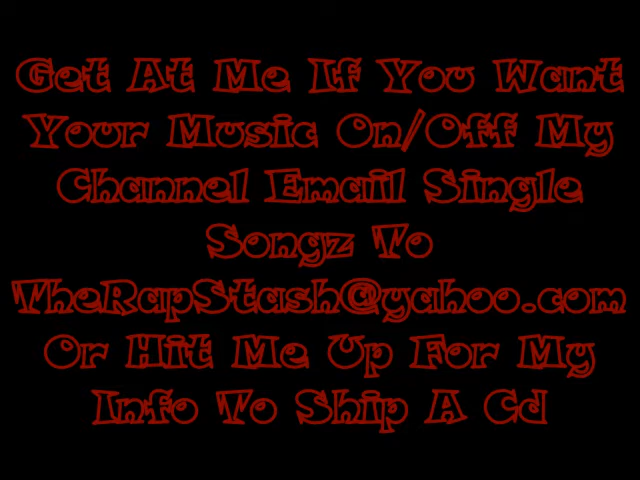 Get At Me If You Want
Your Music On/Off My
Channel Email Single
Songz To
TheRapStash@yahoo.com
Or Hit Me Up For My
Info To Ship A Cd